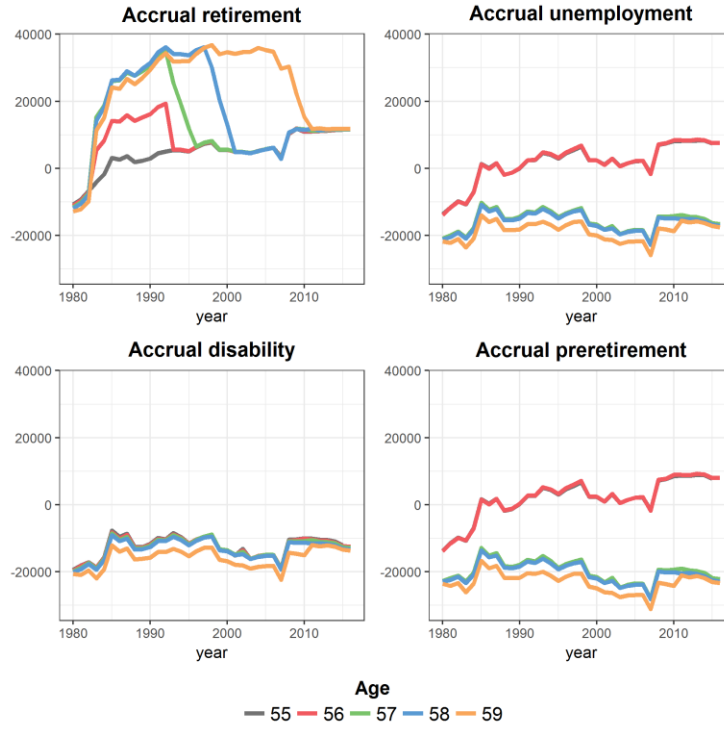 Accrual retirement
40000
20000
0
-20000
1980 1990 2000 2010
year
Accrual unemployment
40000
20000
0
-20000
1980 1990 2000 2010
year
Accrual disability
40000
20000
0
-20000
1980 1990 2000 2010
year
Accrual preretirement
40000
20000
0
-20000
1980 1990 2000 2010
year
Age
55 56 57 58 59